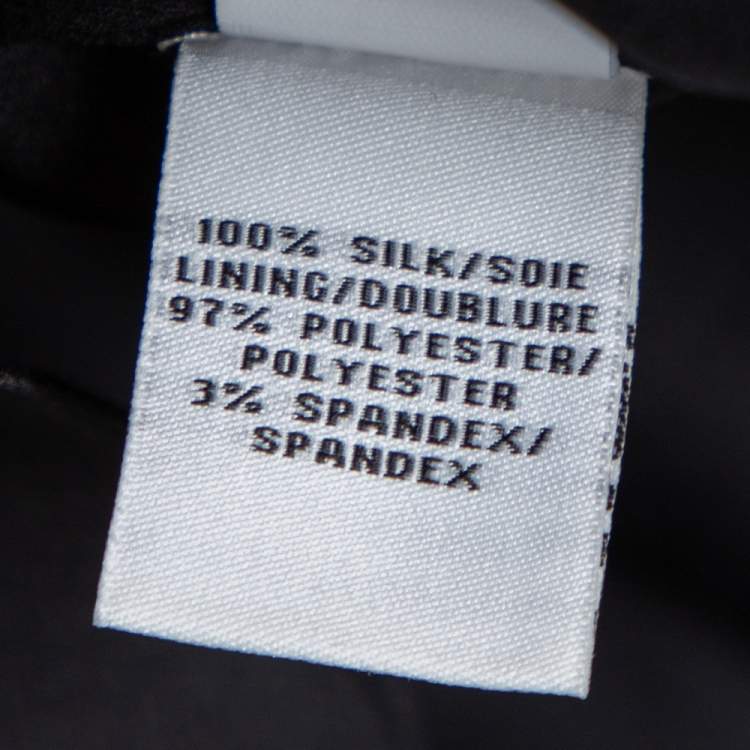 100% SILK/SOIE
LINING/DOUBLURE
97% POLYESTER/
POLYESTER
3% SPANDEX/
SPANDEX